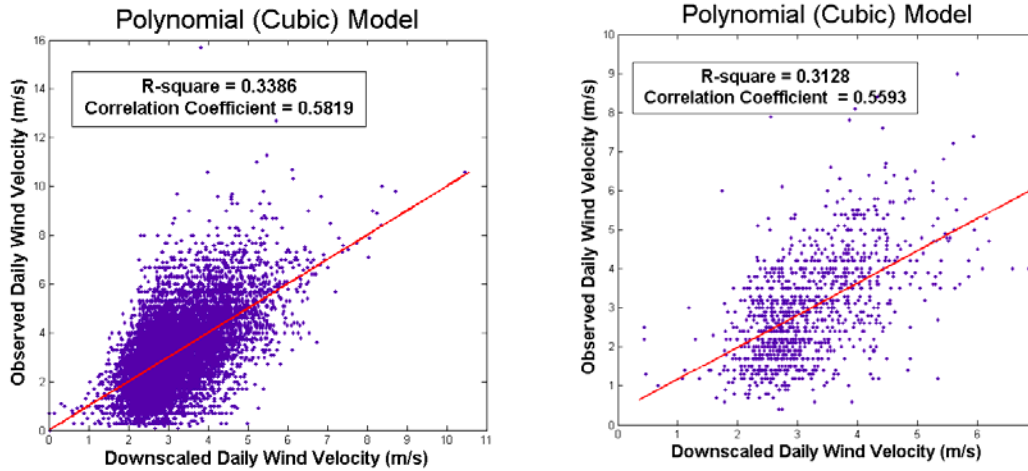 Polynomial (Cubic) Model
R-square = 0.3386
Correlation Coefficient = 0.5819
Observed Daily Wind Velocity (m/s)
16
14
12
10
8
6
4
2
0
0 1 2 3 4 5 6 7 8 9 10 11
Downscaled Daily Wind Velocity (m/s)
Polynomial (Cubic) Model
R-square = 0.3128
Correlation Coefficient = 0.5593
Observed Daily Wind Velocity (m/s)
10
9
8
7
6
5
4
3
2
1
0
0 1 2 3 4 5 6
Downscaled Daily Wind Velocity (m/s)